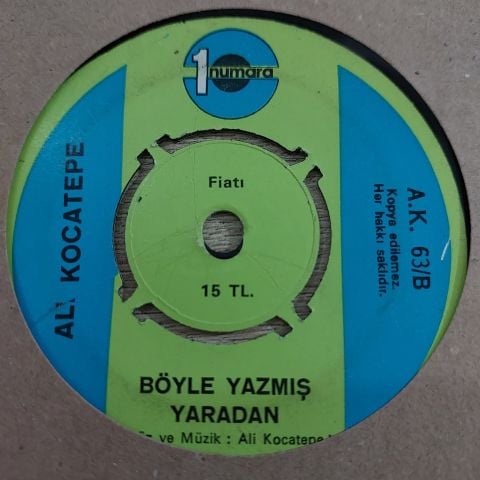 1 numara
ALİ KOCATEPE
Fiatı
15 TL.
A.K. 63/B
Kopya edilemez.
Her hakkı saklıdır.
BÖYLE YAZMIŞ
YARADAN
ve Müzik : Ali Kocatepe